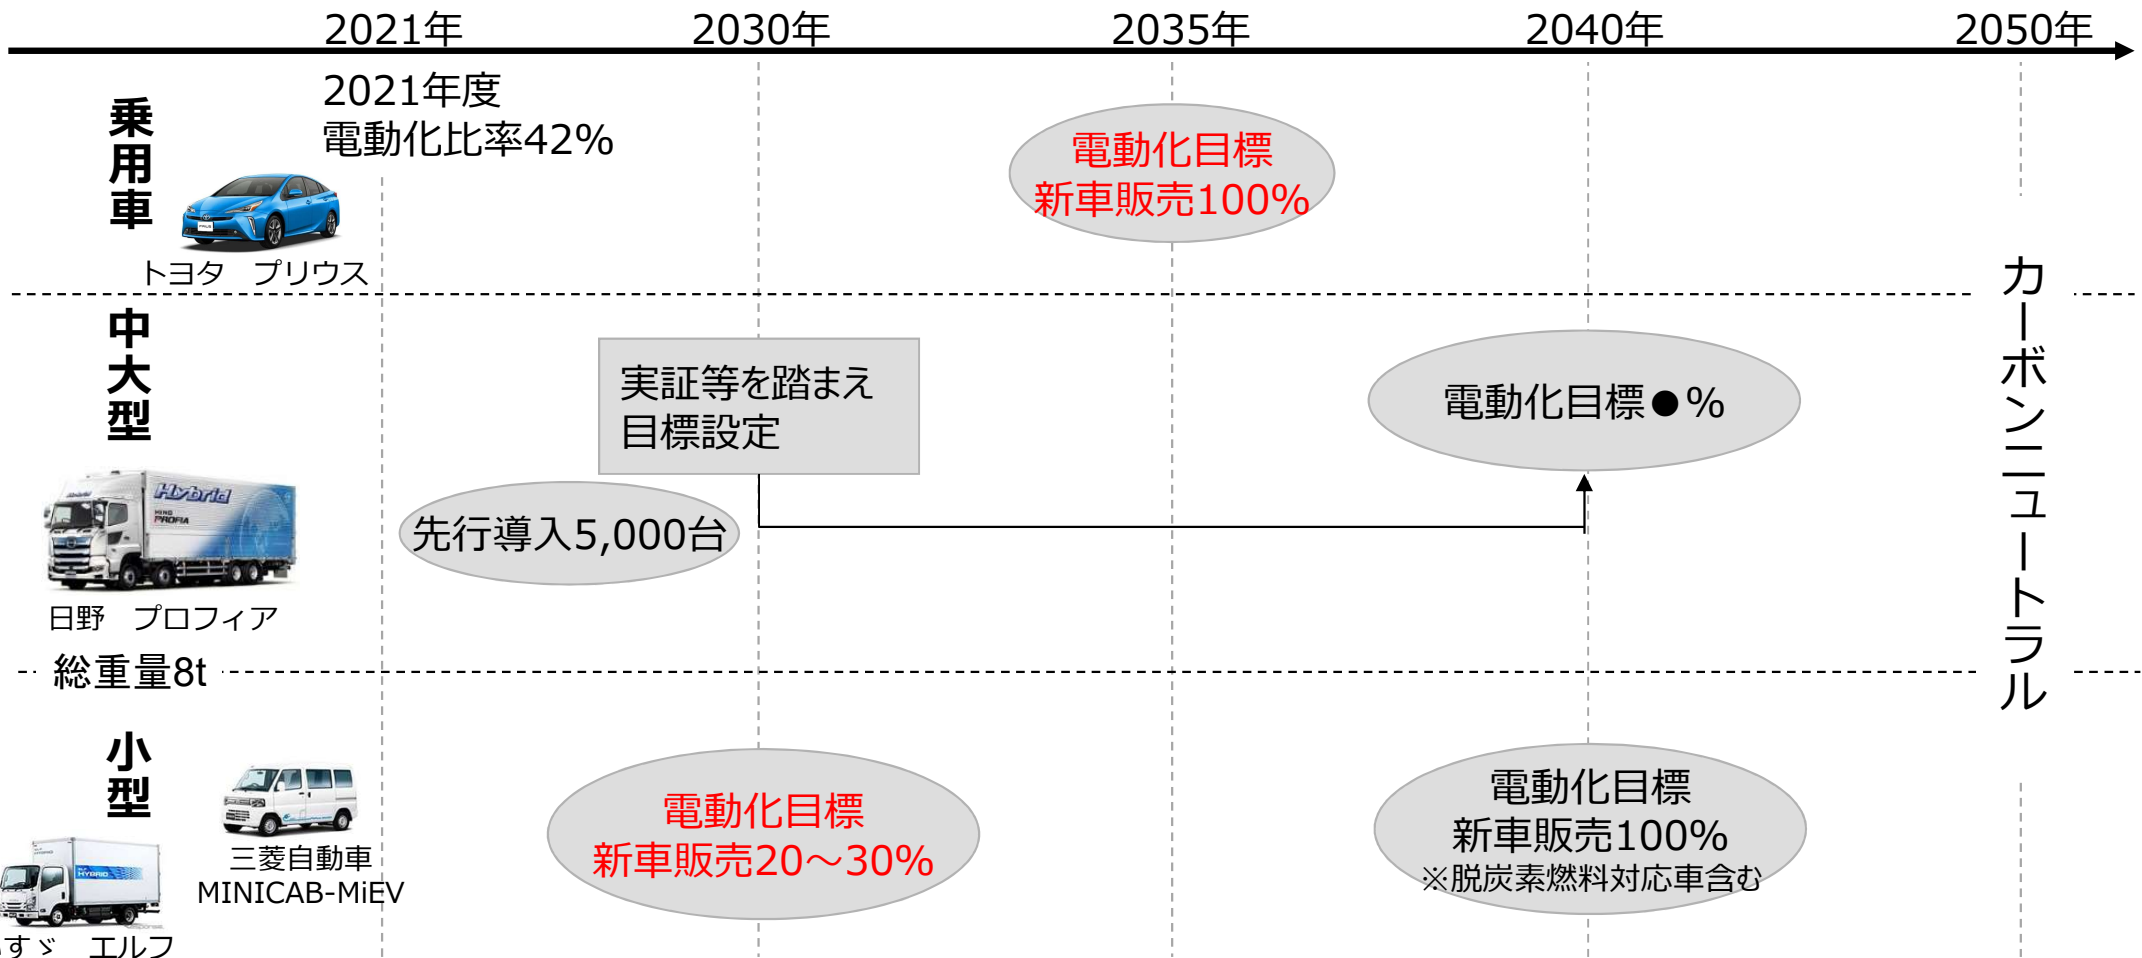 2021年
2030年
2035年
2040年
2050年
乗用車
2021年度
電動化比率42%
電動化目標
新車販売100%
トヨタ　プリウス
中大型
実証等を踏まえ
目標設定
電動化目標●%
先行導入5,000台
Hybrid
HINO
PROFIA
日野　プロフィア
総重量8t
小型
電動化目標
新車販売20～30%
電動化目標
新車販売100%
※脱炭素燃料対応車含む
三菱自動車
MINICAB-MiEV
HYBRID
すゞ　エルフ
カーボンニュートラル